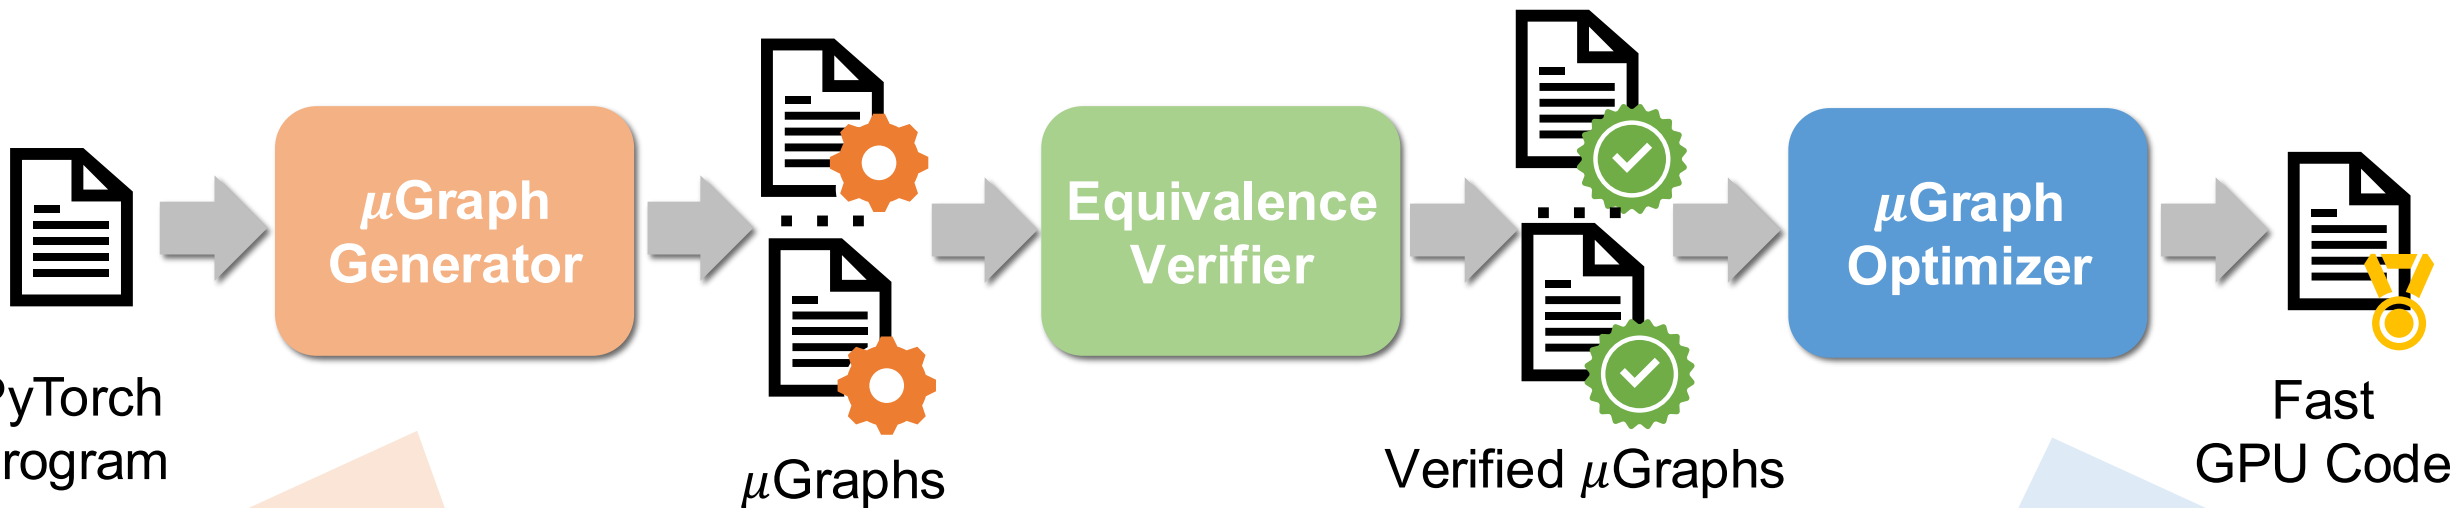 yTorch
rogram
μGraph
Generator
μGraphs
Equivalence
Verifier
Verified μGraphs
μGraph
Optimizer
Fast
GPU Code